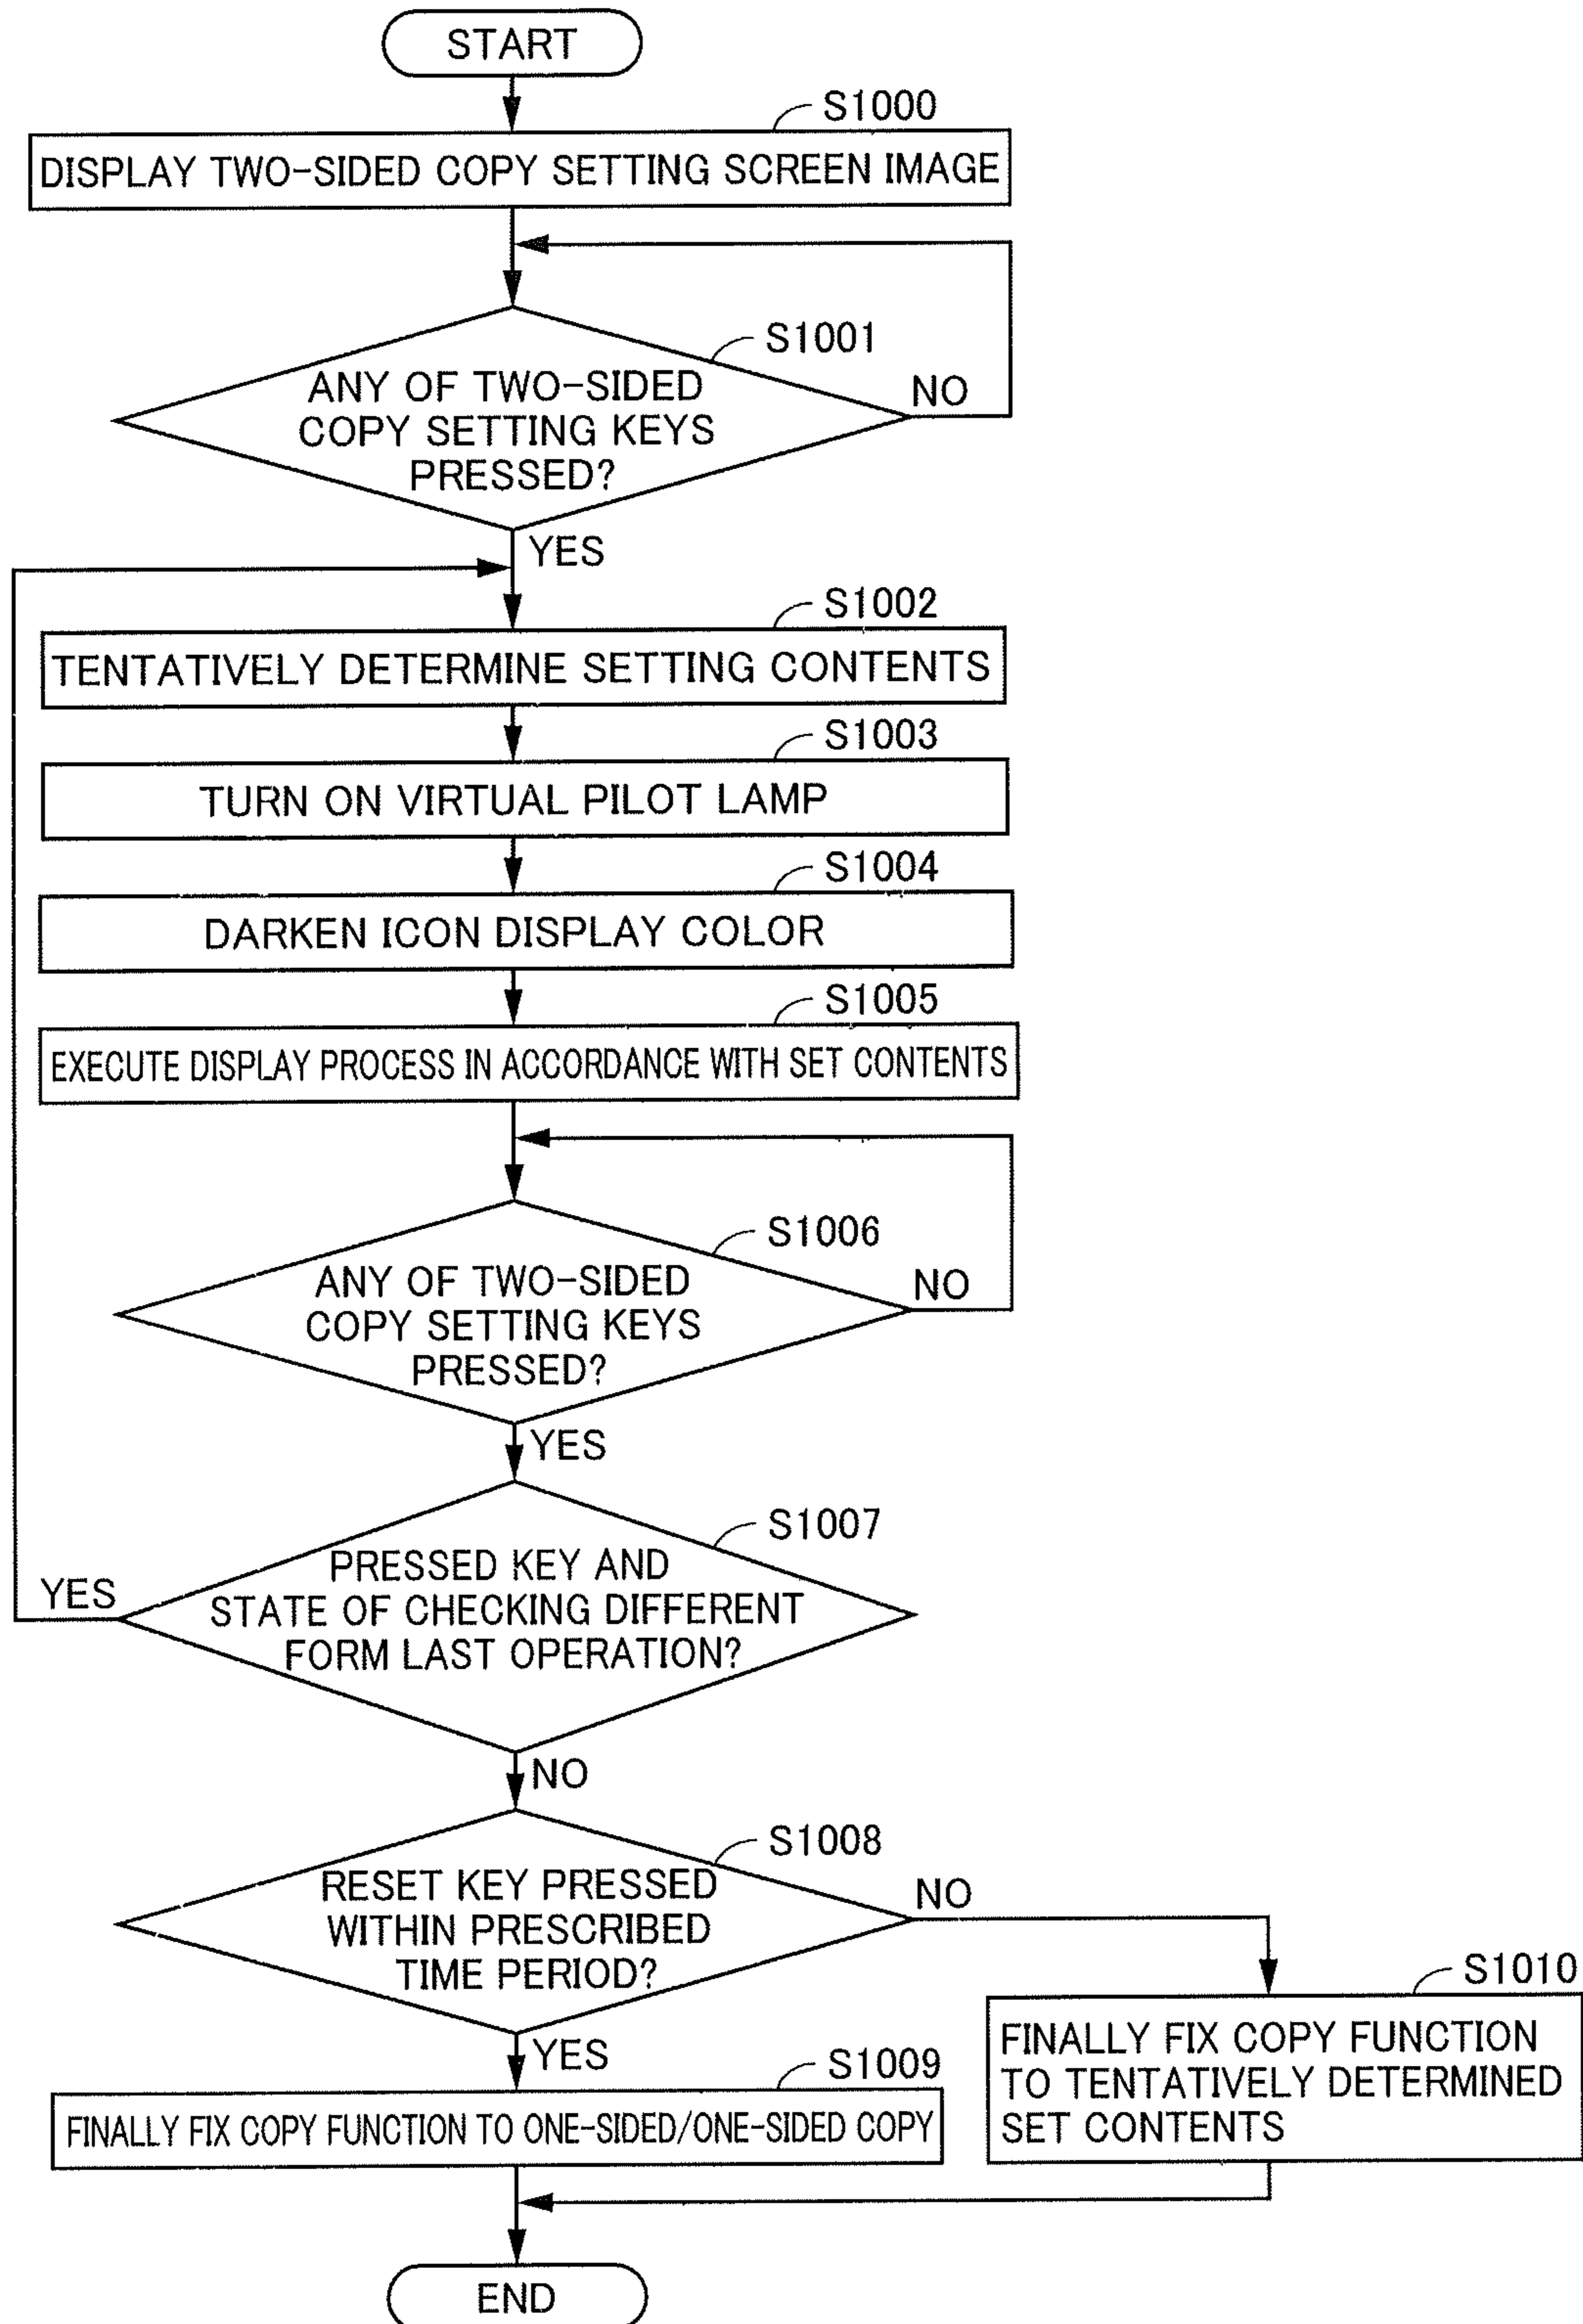 START
S1000
DISPLAY TWO-SIDED COPY SETTING SCREEN IMAGE
S1001
ANY OF TWO-SIDED
COPY SETTING KEYS
PRESSED?
NO
YES
S1002
TENTATIVELY DETERMINE SETTING CONTENTS
S1003
TURN ON VIRTUAL PILOT LAMP
S1004
DARKEN ICON DISPLAY COLOR
S1005
EXECUTE DISPLAY PROCESS IN ACCORDANCE WITH SET CONTENTS
S1006
ANY OF TWO-SIDED
COPY SETTING KEYS
PRESSED?
NO
YES
S1007
PRESSED KEY AND
STATE OF CHECKING DIFFERENT
FORM LAST OPERATION?
YES
NO
S1008
RESET KEY PRESSED
WITHIN PRESCRIBED
TIME PERIOD?
NO
YES
S1009
FINALLY FIX COPY FUNCTION TO ONE-SIDED/ONE-SIDED COPY
S1010
FINALLY FIX COPY FUNCTION
TO TENTATIVELY DETERMINED
SET CONTENTS
END